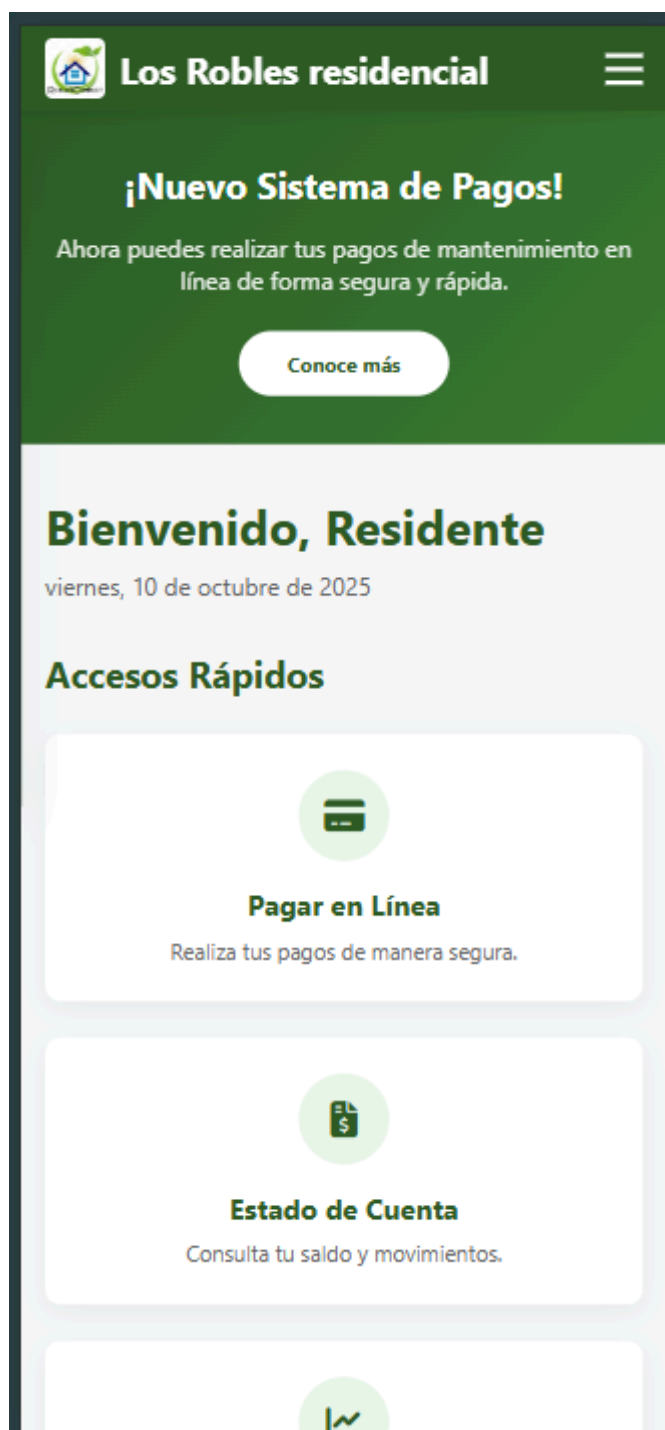 Los Robles residencial
¡Nuevo Sistema de Pagos!
Ahora puedes realizar tus pagos de mantenimiento en
línea de forma segura y rápida.
Conoce más
Bienvenido, Residente
viernes, 10 de octubre de 2025
Accesos Rápidos
Pagar en Línea
Realiza tus pagos de manera segura.
$
Estado de Cuenta
Consulta tu saldo y movimientos.